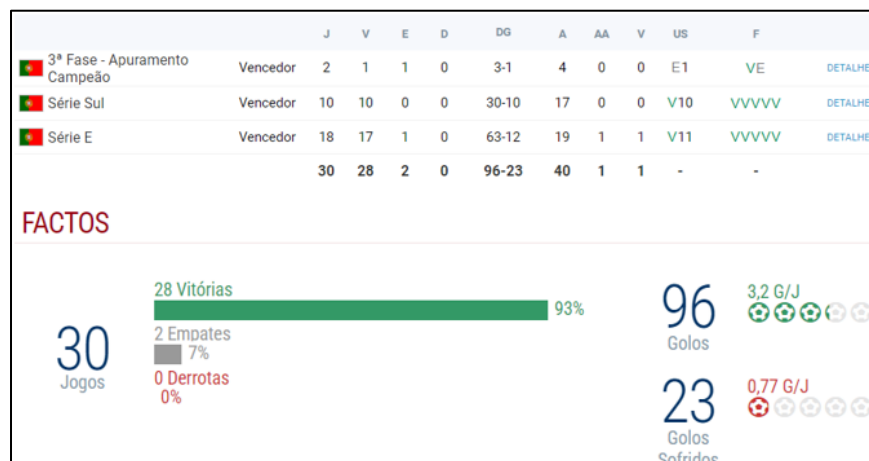 J V E D DG A AA V US F
3ª Fase - Apuramento Campeão Vencedor 2 1 1 0 3-1 4 0 0 E1 VE DETALHE
Série Sul Vencedor 10 10 0 0 30-10 17 0 0 V10 VVVVV DETALHE
Série E Vencedor 18 17 1 0 63-12 19 1 1 V11 VVVVV DETALHE
30 28 2 0 96-23 40 1 1 - -
FACTOS
30
Jogos
28 Vitórias
93%
2 Empates
7%
0 Derrotas
0%
96
Golos
3,2 G/J
23
Golos
Sofridos
0,77 G/J